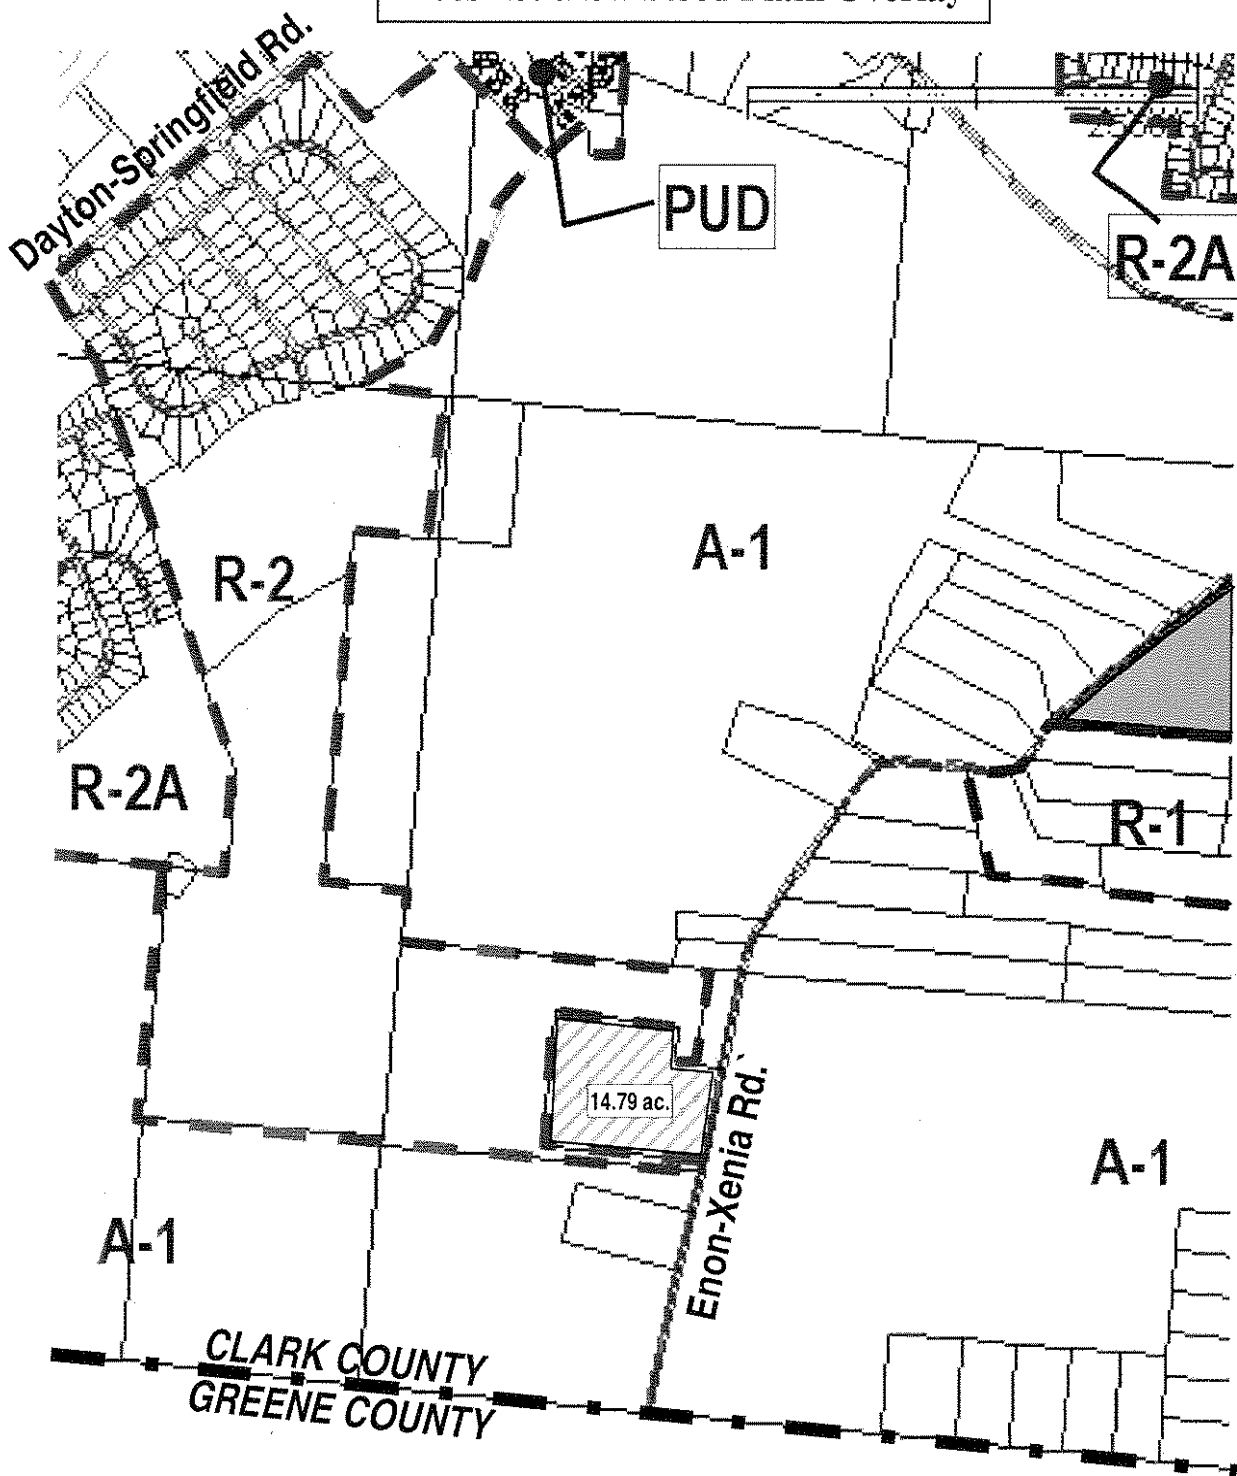 Dayton-Springfield Rd.
PUD
R-2A
A-1
R-2
R-2A
R-1
14.79 ac.
Enon-Xenia Rd.
A-1
A-1
CLARK COUNTY
GREENE COUNTY